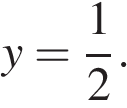 y = 1/2.